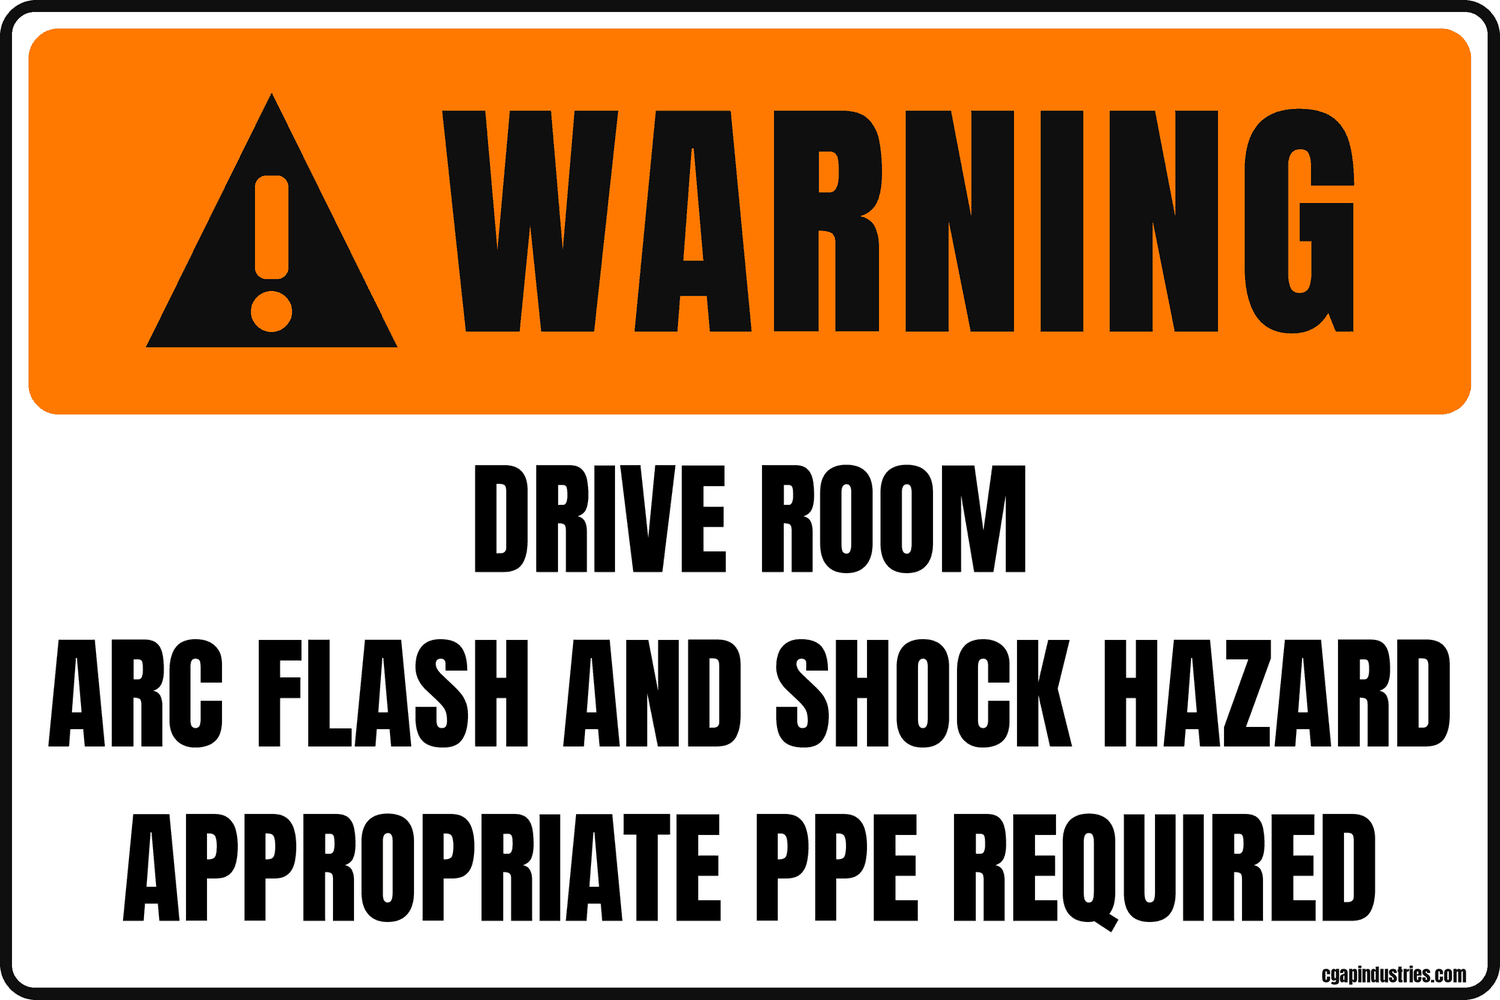 WARNING
DRIVE ROOM
ARC FLASH AND SHOCK HAZARD
APPROPRIATE PPE REQUIRED
cgapindustries.com